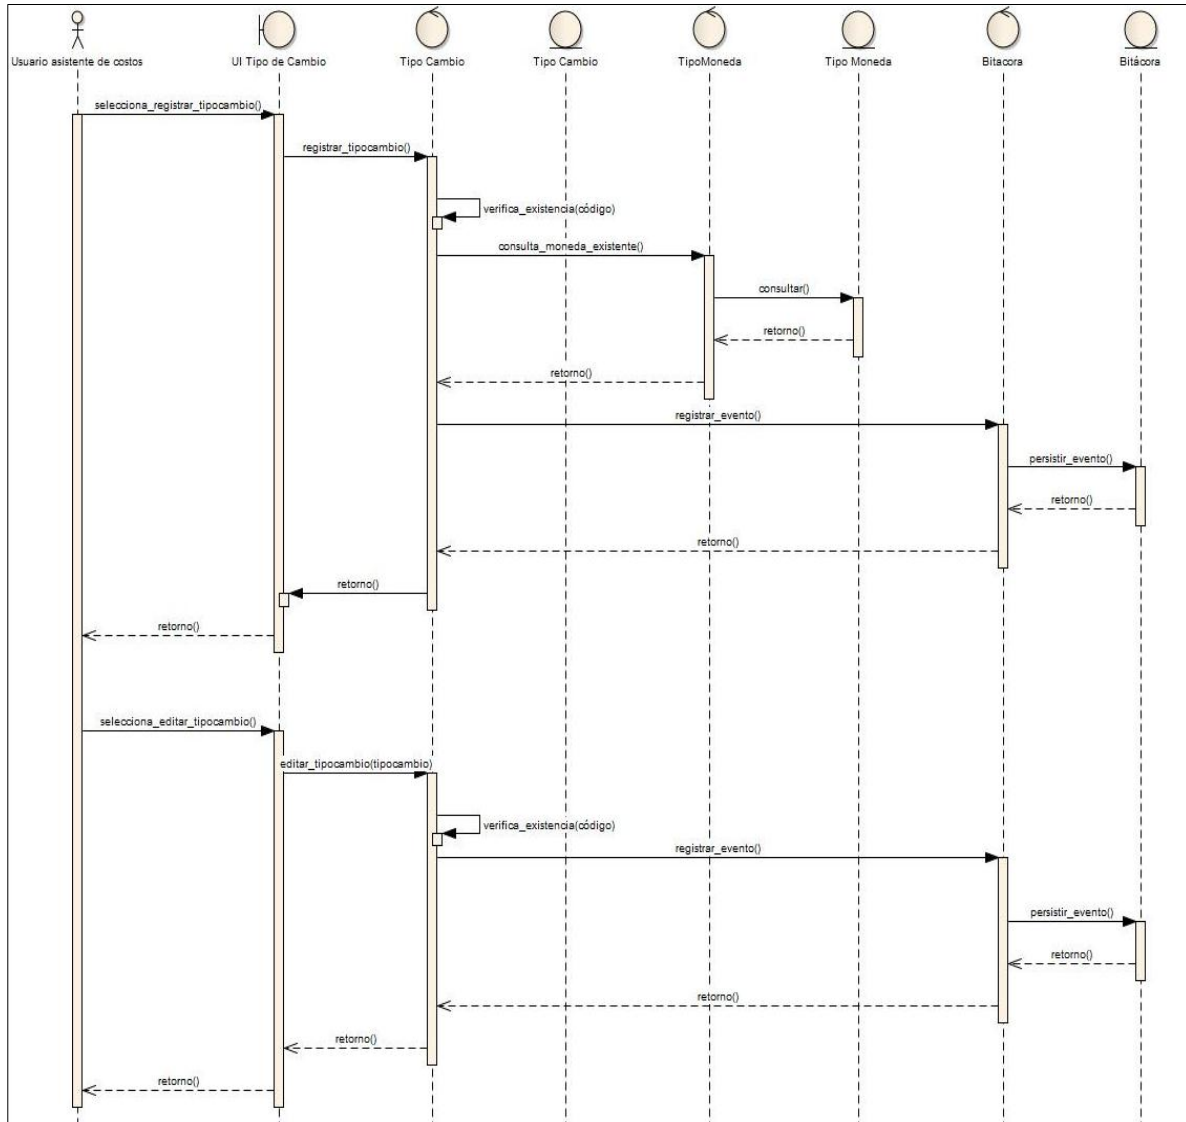 Usuario asistente de costos
UI Tipo de Cambio
Tipo Cambio
Tipo Cambio
TipoMoneda
Tipo Moneda
Bitacora
Bitácora
selecciona_registrar_tipocambio()
registrar_tipocambio()
verifica_existencia(código)
consulta_moneda_existente()
consultar()
retorno()
retorno()
registrar_evento()
persistir_evento()
retorno()
retorno()
retorno()
retorno()
selecciona_editar_tipocambio()
editar_tipocambio(tipocambio)
verifica_existencia(código)
registrar_evento()
persistir_evento()
retorno()
retorno()
retorno()
retorno()